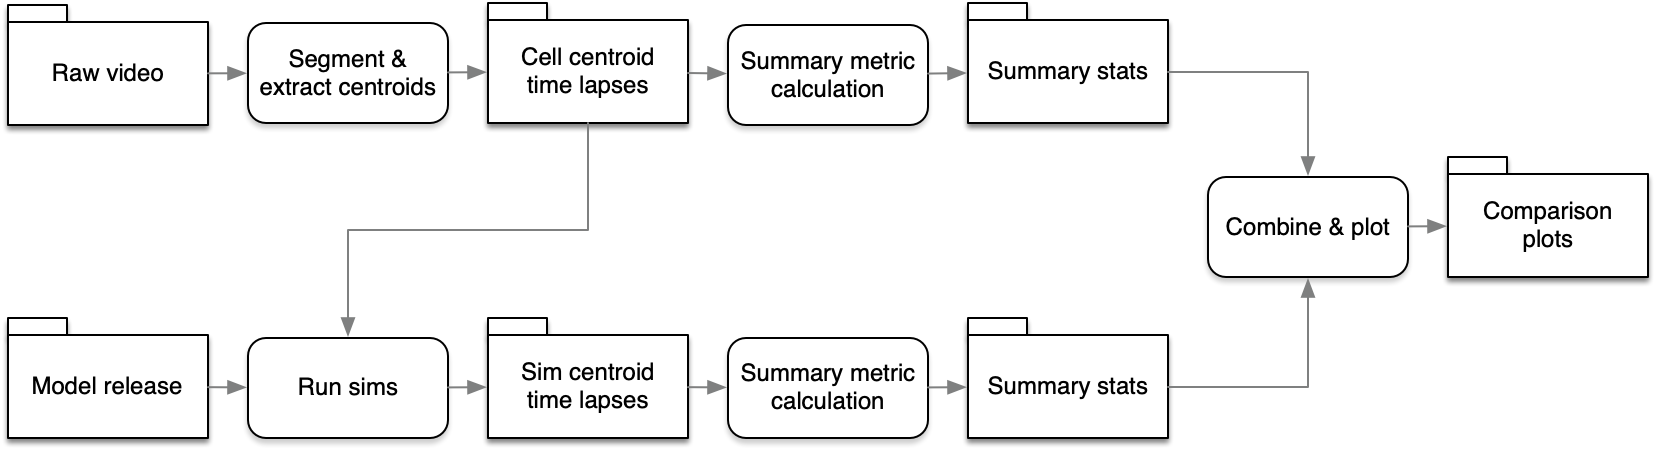 Raw video
Segment &
extract centroids
Cell centroid
time lapses
Summary metric
calculation
Summary stats
Combine & plot
Comparison
plots
Model release
Run sims
Sim centroid
time lapses
Summary metric
calculation
Summary stats